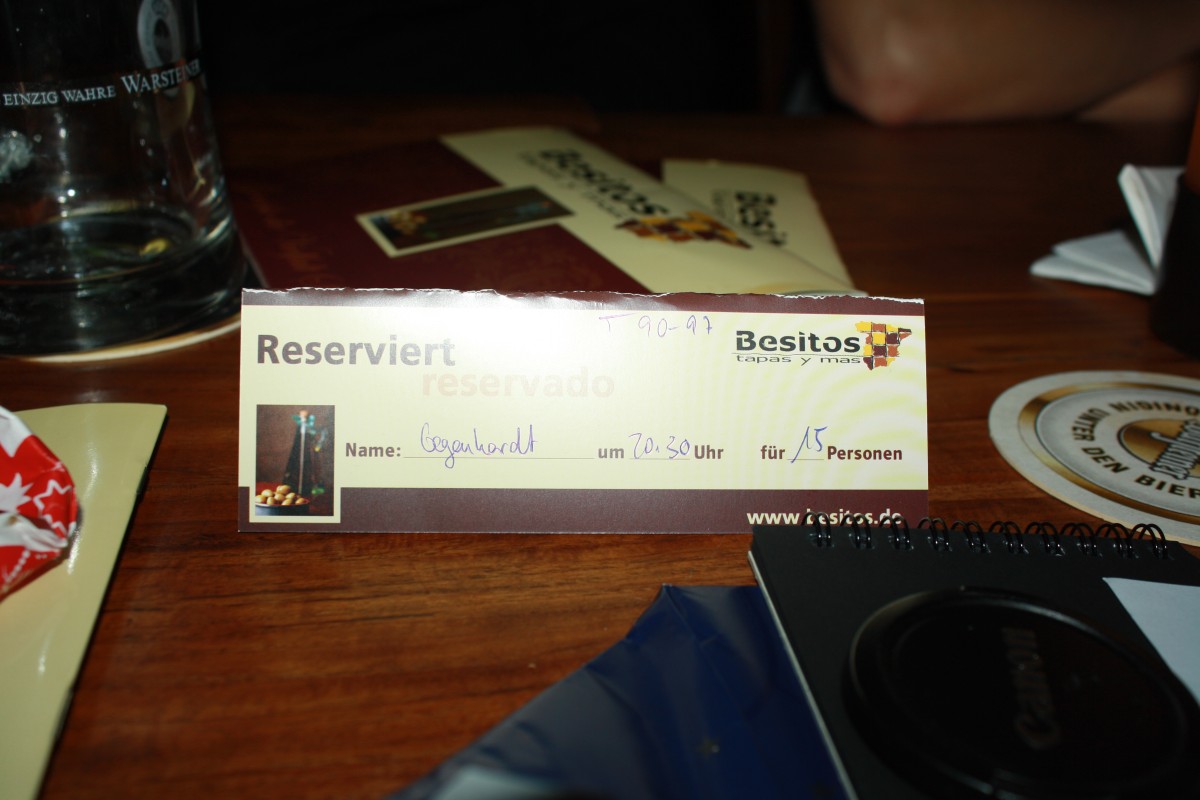 EINZIG WAHRE WARSTEINER
Besitos
Besi
T 90-97
Reserviert
reservado
Besitos
tapas y mas
Name: Gegenhardt um 20.30 Uhr für 15 Personen
www.besitos.de
UNTER DEN BIER
Canon